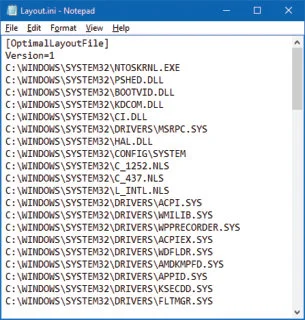 Layout.ini - Notepad
File Edit Format View Help
[OptimalLayoutFile]
Version=1
C:\WINDOWS\SYSTEM32\NTOSKRNL.EXE
C:\WINDOWS\SYSTEM32\PSHED.DLL
C:\WINDOWS\SYSTEM32\BOOTVID.DLL
C:\WINDOWS\SYSTEM32\KDCOM.DLL
C:\WINDOWS\SYSTEM32\CI.DLL
C:\WINDOWS\SYSTEM32\DRIVERS\MSRPC.SYS
C:\WINDOWS\SYSTEM32\HAL.DLL
C:\WINDOWS\SYSTEM32\CONFIG\SYSTEM
C:\WINDOWS\SYSTEM32\C_1252.NLS
C:\WINDOWS\SYSTEM32\C_437.NLS
C:\WINDOWS\SYSTEM32\L_INTL.NLS
C:\WINDOWS\SYSTEM32\DRIVERS\ACPI.SYS
C:\WINDOWS\SYSTEM32\DRIVERS\WMILIB.SYS
C:\WINDOWS\SYSTEM32\DRIVERS\WPPRECORDER.SYS
C:\WINDOWS\SYSTEM32\DRIVERS\ACPIEX.SYS
C:\WINDOWS\SYSTEM32\DRIVERS\WDFLDR.SYS
C:\WINDOWS\SYSTEM32\DRIVERS\AMDKMPFD.SYS
C:\WINDOWS\SYSTEM32\DRIVERS\APPID.SYS
C:\WINDOWS\SYSTEM32\DRIVERS\KSECDD.SYS
C:\WINDOWS\SYSTEM32\DRIVERS\FLTMGR.SYS